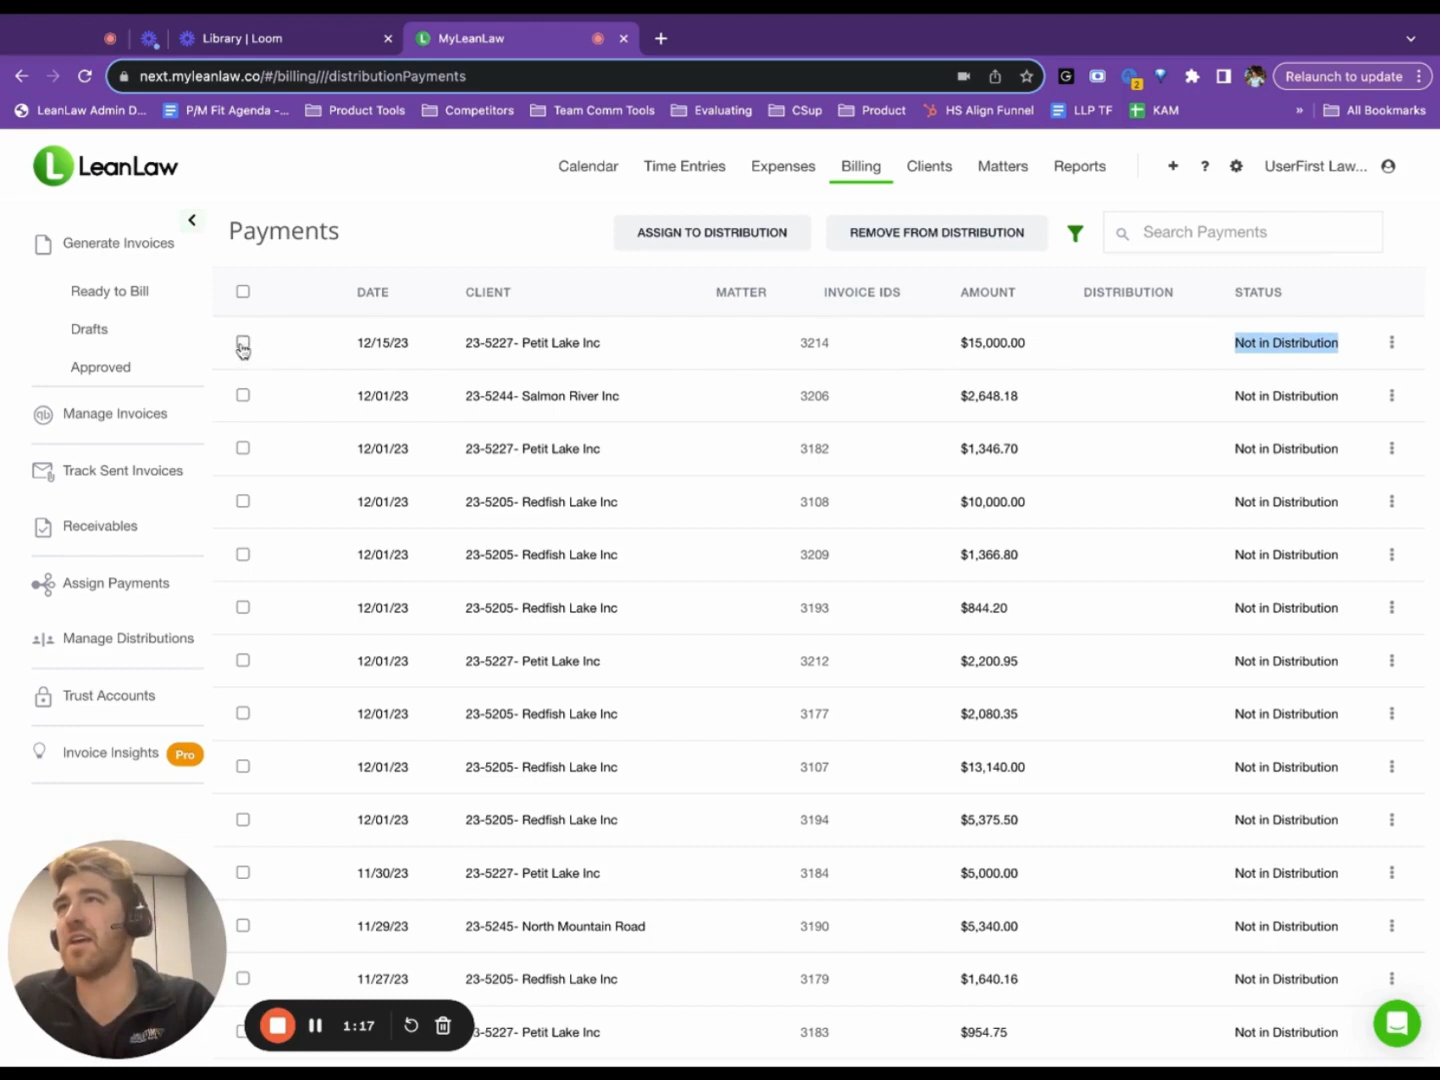 Library | Loom
MyLeanLaw
next.myleanlaw.co/#/billing///distributionPayments
2
Relaunch to update
LeanLaw Admin D...
P/M Fit Agenda -...
Product Tools
Competitors
Team Comm Tools
Evaluating
CSup
Product
HS Align Funnel
LLP TF
KAM
»
All Bookmarks
L LeanLaw
Calendar
Time Entries
Expenses
Billing
Clients
Matters
Reports
+
?
UserFirst Law...
Generate Invoices
Ready to Bill
Drafts
Approved
qb Manage Invoices
Track Sent Invoices
Receivables
Assign Payments
Manage Distributions
Trust Accounts
Invoice Insights Pro
Payments
ASSIGN TO DISTRIBUTION
REMOVE FROM DISTRIBUTION
Search Payments
DATE CLIENT MATTER INVOICE IDS AMOUNT DISTRIBUTION STATUS
12/15/23 23-5227- Petit Lake Inc 3214 $15,000.00 Not in Distribution
12/01/23 23-5244- Salmon River Inc 3206 $2,648.18 Not in Distribution
12/01/23 23-5227- Petit Lake Inc 3182 $1,346.70 Not in Distribution
12/01/23 23-5205- Redfish Lake Inc 3108 $10,000.00 Not in Distribution
12/01/23 23-5205- Redfish Lake Inc 3209 $1,366.80 Not in Distribution
12/01/23 23-5205- Redfish Lake Inc 3193 $844.20 Not in Distribution
12/01/23 23-5227- Petit Lake Inc 3212 $2,200.95 Not in Distribution
12/01/23 23-5205- Redfish Lake Inc 3177 $2,080.35 Not in Distribution
12/01/23 23-5205- Redfish Lake Inc 3107 $13,140.00 Not in Distribution
12/01/23 23-5205- Redfish Lake Inc 3194 $5,375.50 Not in Distribution
11/30/23 23-5227- Petit Lake Inc 3184 $5,000.00 Not in Distribution
11/29/23 23-5245- North Mountain Road 3190 $5,340.00 Not in Distribution
11/27/23 23-5205- Redfish Lake Inc 3179 $1,640.16 Not in Distribution
3-5227- Petit Lake Inc 3183 $954.75 Not in Distribution
1:17